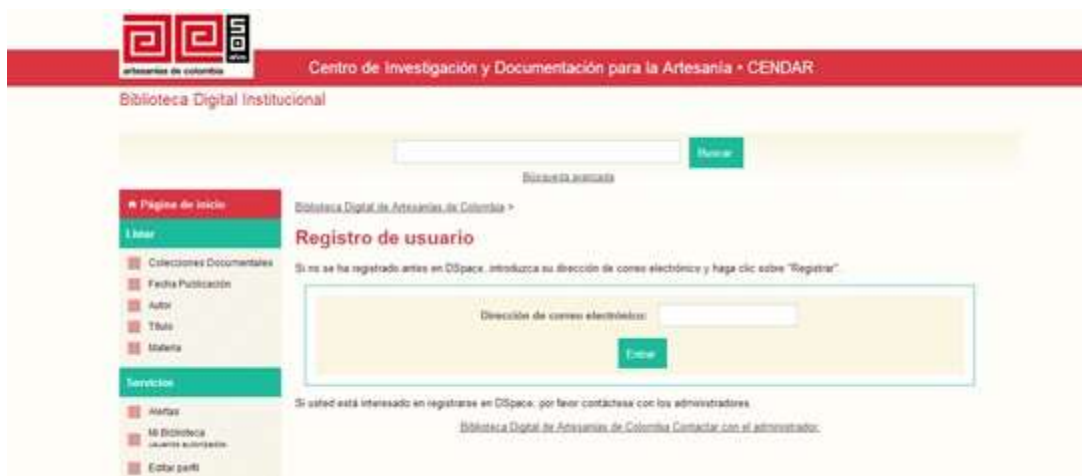 50
años
artesanías de colombia
Centro de Investigación y Documentación para la Artesanía • CENDAR
Biblioteca Digital Institucional
Buscar
Búsqueda avanzada
Página de inicio
Listar
Colecciones Documentales
Fecha Publicación
Autor
Título
Materia
Servicios
Alertas
Mi Biblioteca
usuarios autorizados
Editar perfil
Biblioteca Digital de Artesanías de Colombia >
Registro de usuario
Si no se ha registrado antes en DSpace, introduzca su dirección de correo electrónico y haga clic sobre "Registrar".
Dirección de correo electrónico:
Entrar
Si usted está interesado en registrarse en DSpace, por favor contáctese con los administradores
Biblioteca Digital de Artesanías de Colombia Contactar con el administrador.